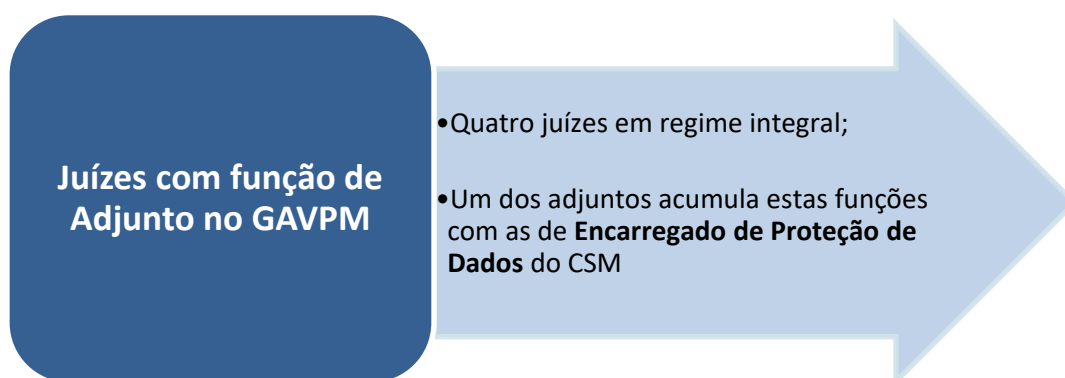 Juízes com função de
Adjunto no GAVPM
•Quatro juízes em regime integral;
•Um dos adjuntos acumula estas funções
com as de Encarregado de Proteção de
Dados do CSM